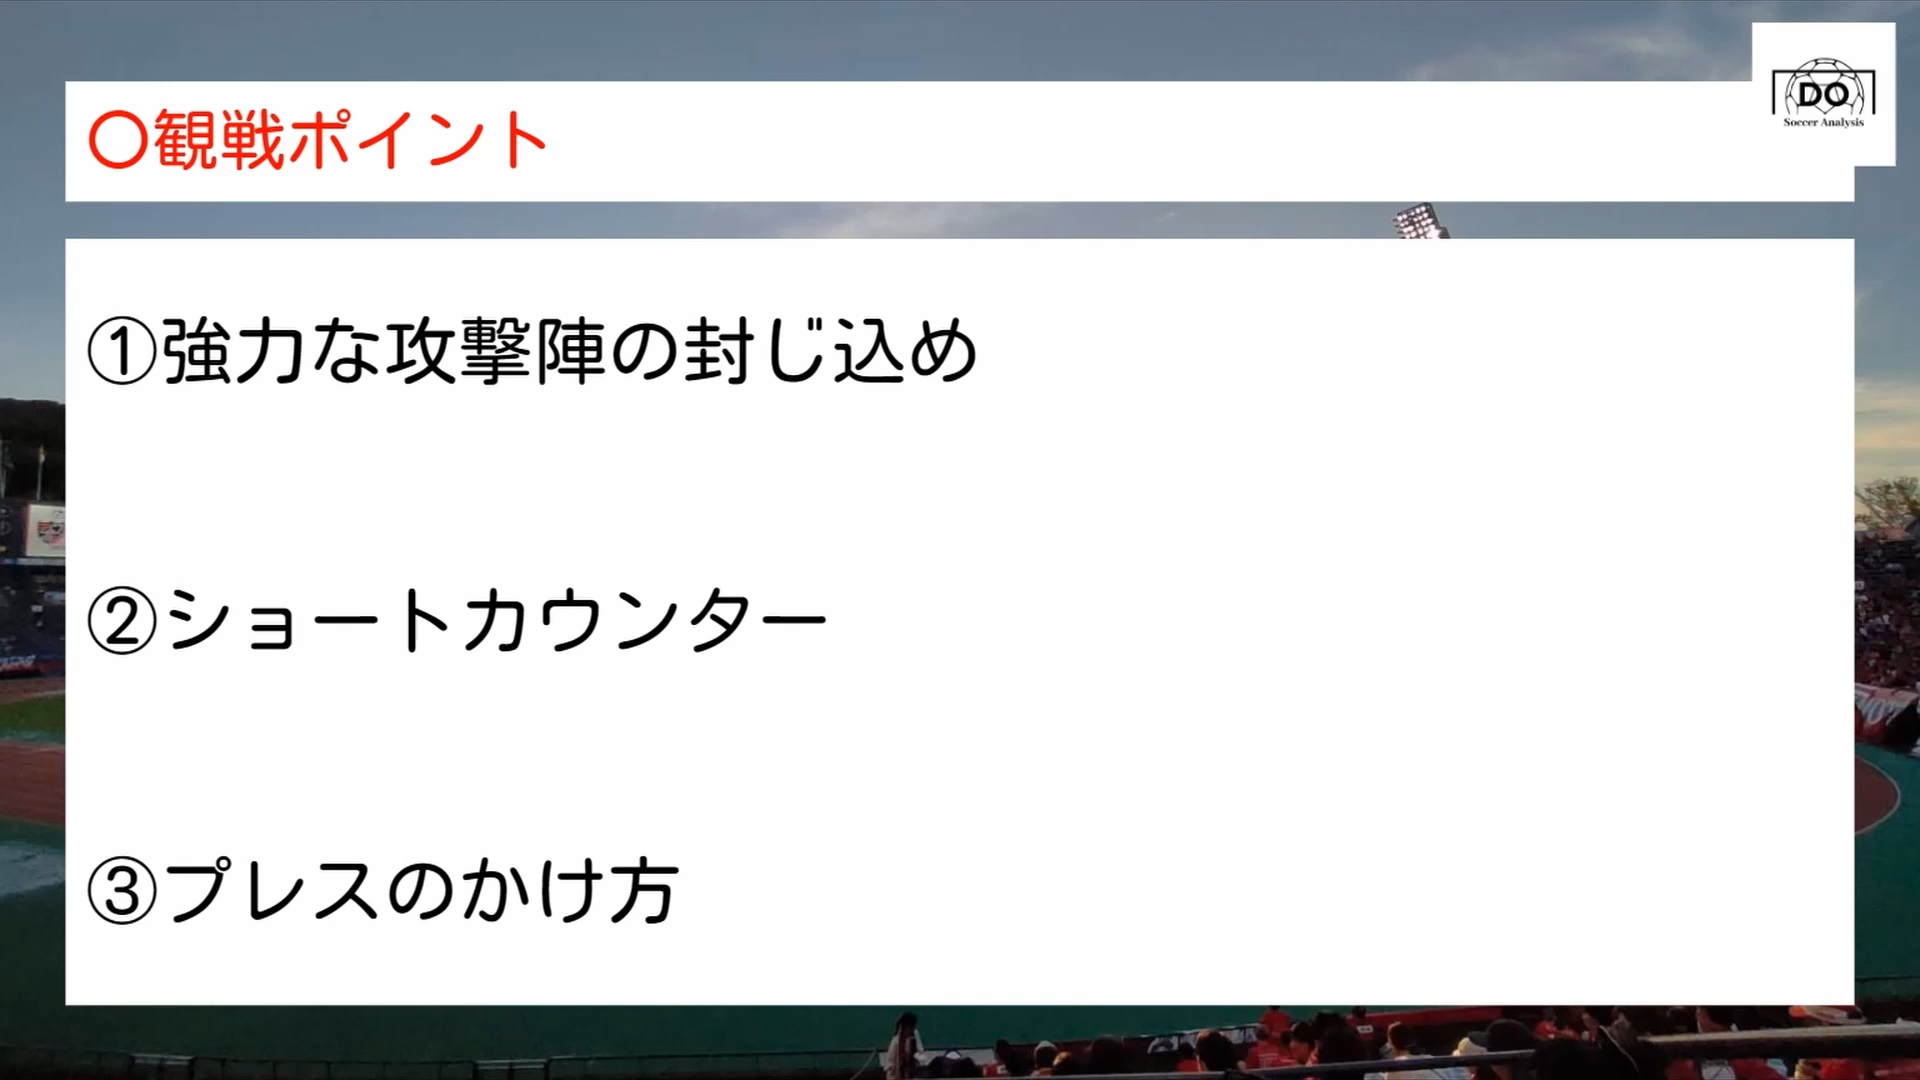 〇観戦ポイント
DO
Soccer Analysis
①強力な攻撃陣の封じ込め
②ショートカウンター
③プレスのかけ方